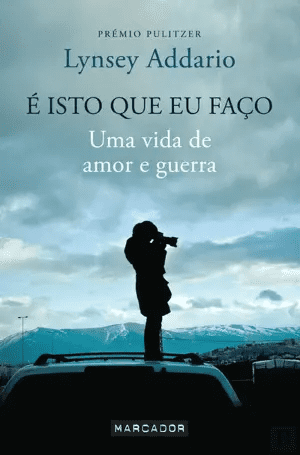 PRÉMIO PULITZER
Lynsey Addario
É ISTO QUE EU FAÇO
Uma vida de
amor e guerra
MARCADOR